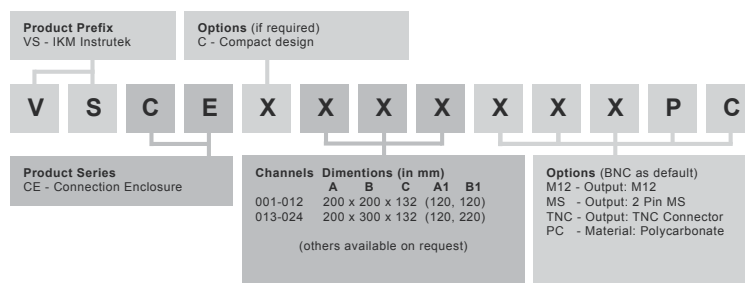 Product Prefix
VS - IKM Instrutek
Options (if required)
C - Compact design
V S C E X X X X X X X P C
Product Series
CE - Connection Enclosure
Channels Dimentions (in mm)
A B C A1 B1
001-012 200 x 200 x 132 (120, 120)
013-024 200 x 300 x 132 (120, 220)
(others available on request)
Options (BNC as default)
M12 - Output: M12
MS - Output: 2 Pin MS
TNC - Output: TNC Connector
PC - Material: Polycarbonate